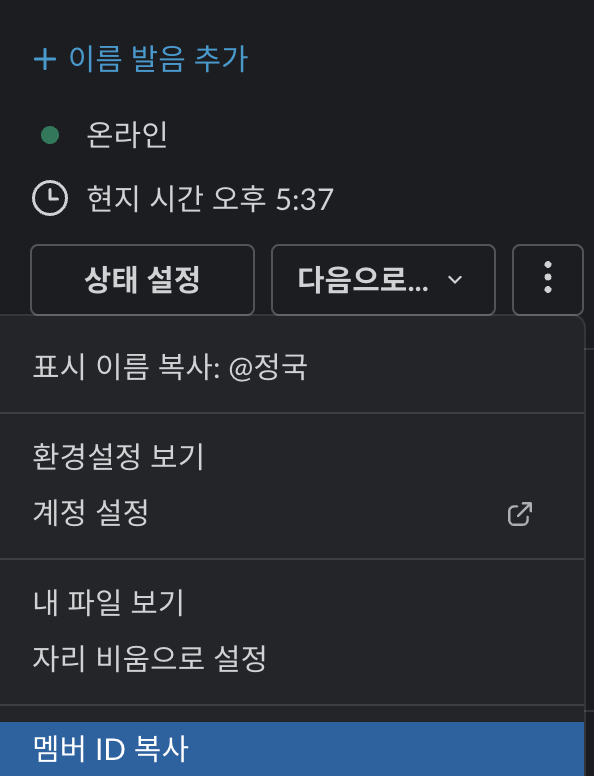 + 이름 발음 추가
온라인
현지 시간 오후 5:37
상태 설정
다음으로...
표시 이름 복사: @정국
환경설정 보기
계정 설정
내 파일 보기
자리 비움으로 설정
멤버 ID 복사